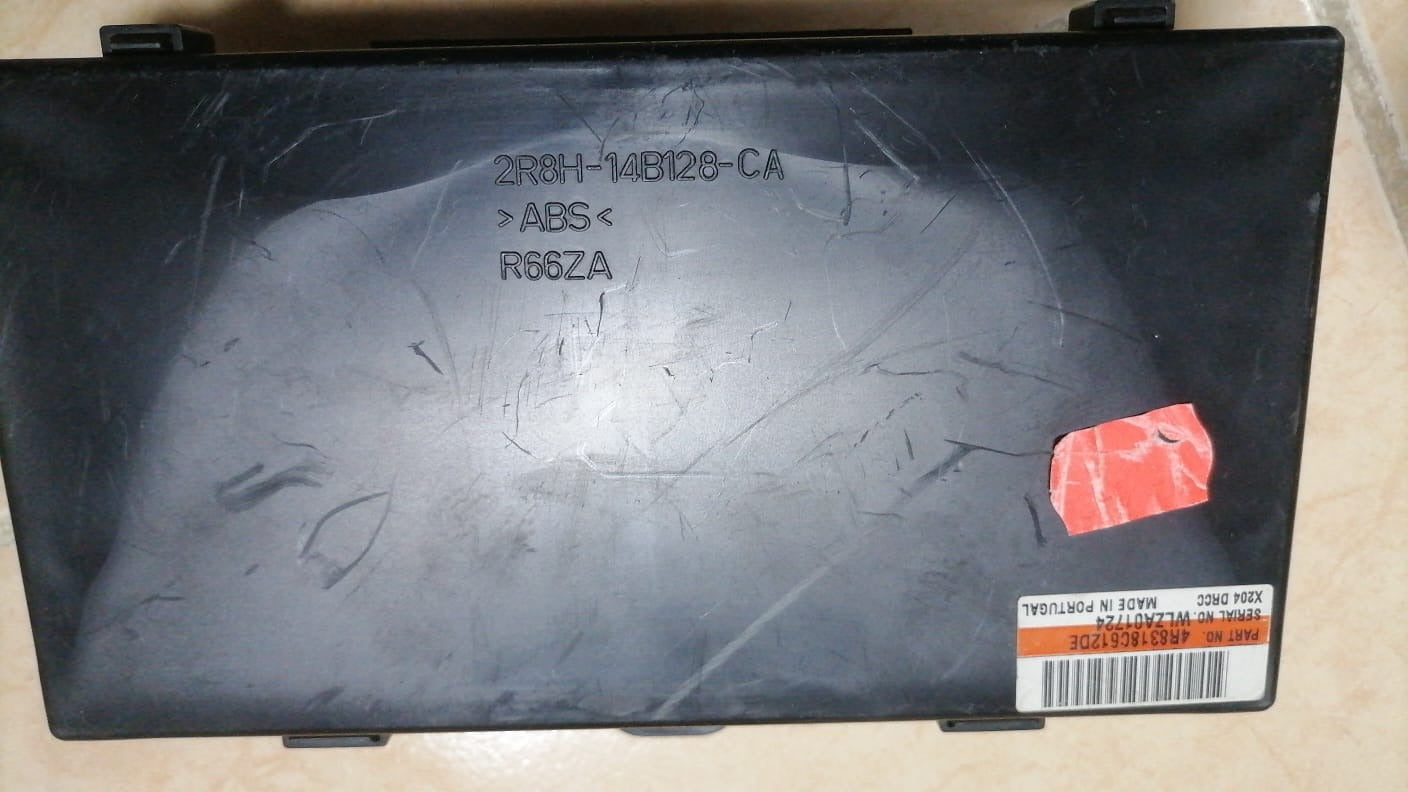 2R8H-14B128-CA
>ABS<
R66ZA
PART NO. 4R8318C612DE
SERIAL NO. WLZA01724
X204 DRCC MADE IN PORTUGAL